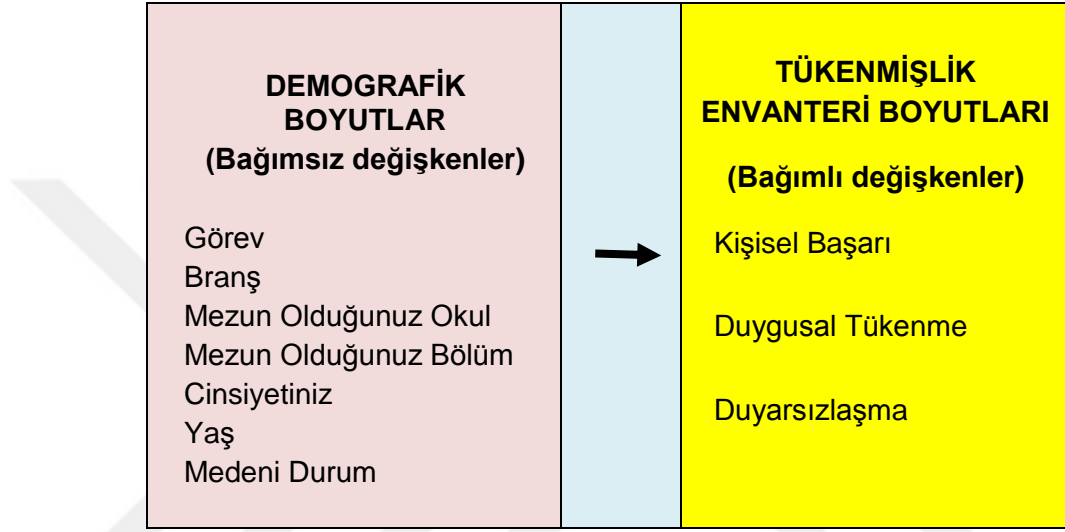 DEMOGRAFİK
BOYUTLAR
(Bağımsız değişkenler)
Görev
Branş
Mezun Olduğunuz Okul
Mezun Olduğunuz Bölüm
Cinsiyetiniz
Yaş
Medeni Durum
TÜKENMİŞLİK
ENVANTERİ BOYUTLARI
(Bağımlı değişkenler)
Kişisel Başarı
Duygusal Tükenme
Duyarsızlaşma